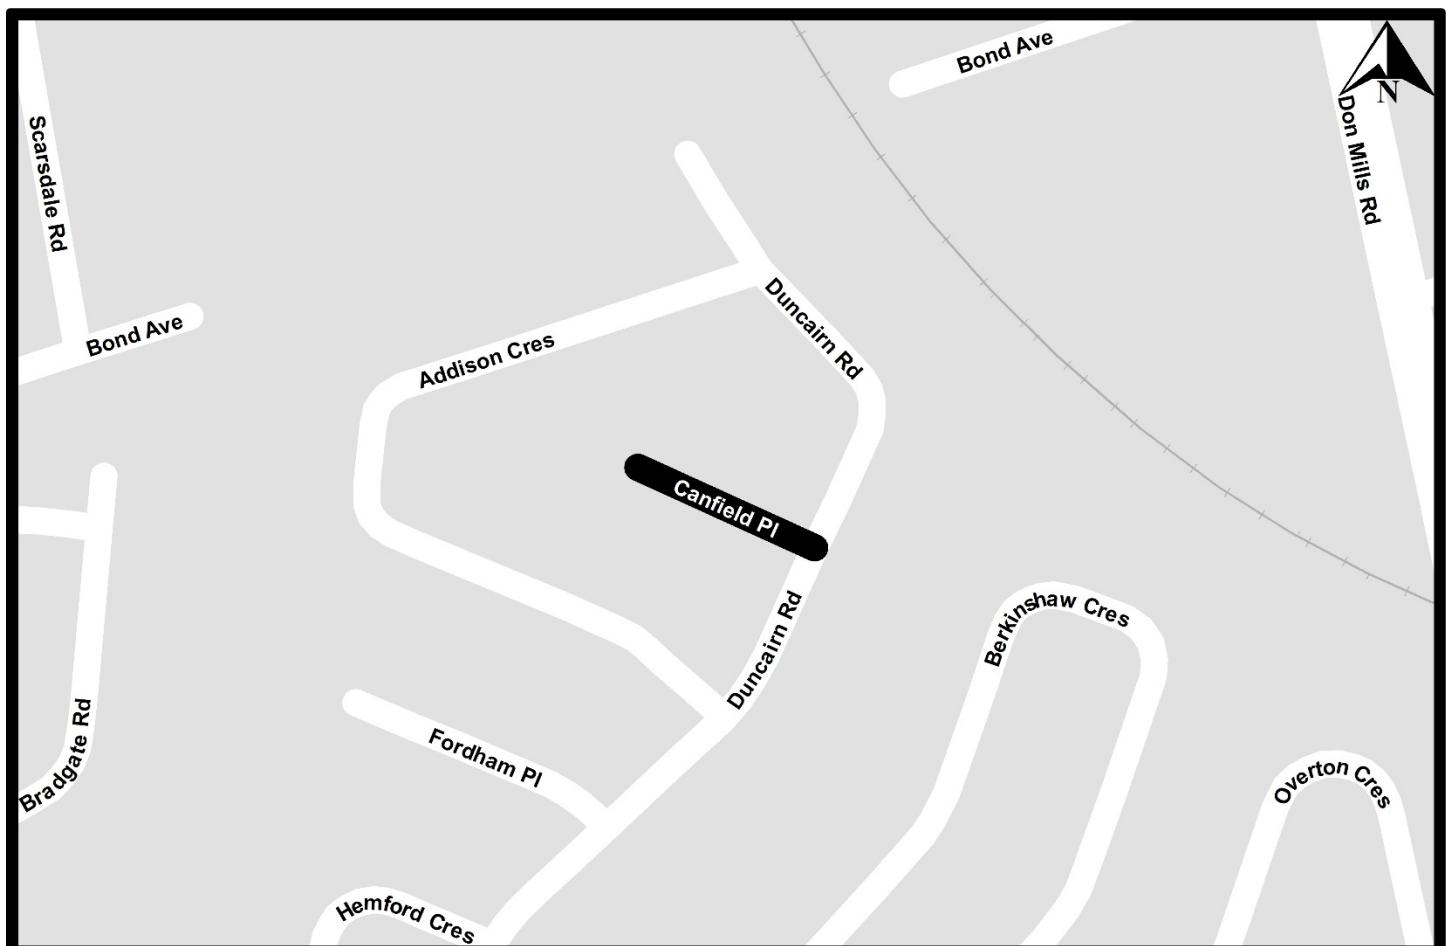 Bond Ave
N
Don Mills Rd
Scarsdale Rd
Duncairn Rd
Bond Ave
Addison Cres
Canfield Pl
Duncairn Rd
Berkinshaw Cres
Bradgate Rd
Fordham Pl
Overton Cres
Hemford Cres